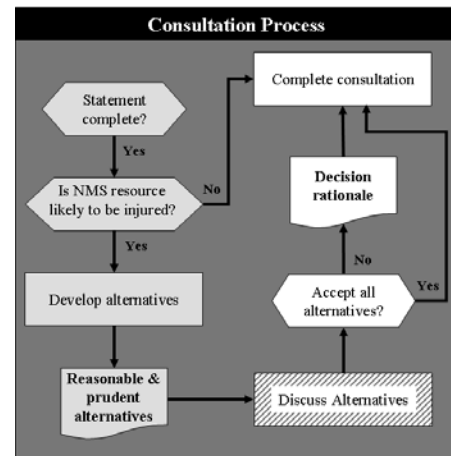 Consultation Process
Statement
complete?
Complete consultation
Yes
Is NMS resource
likely to be injured?
No
Decision
rationale
Yes
No
Develop alternatives
Accept all
alternatives?
Yes
Reasonable &
prudent
alternatives
Discuss Alternatives